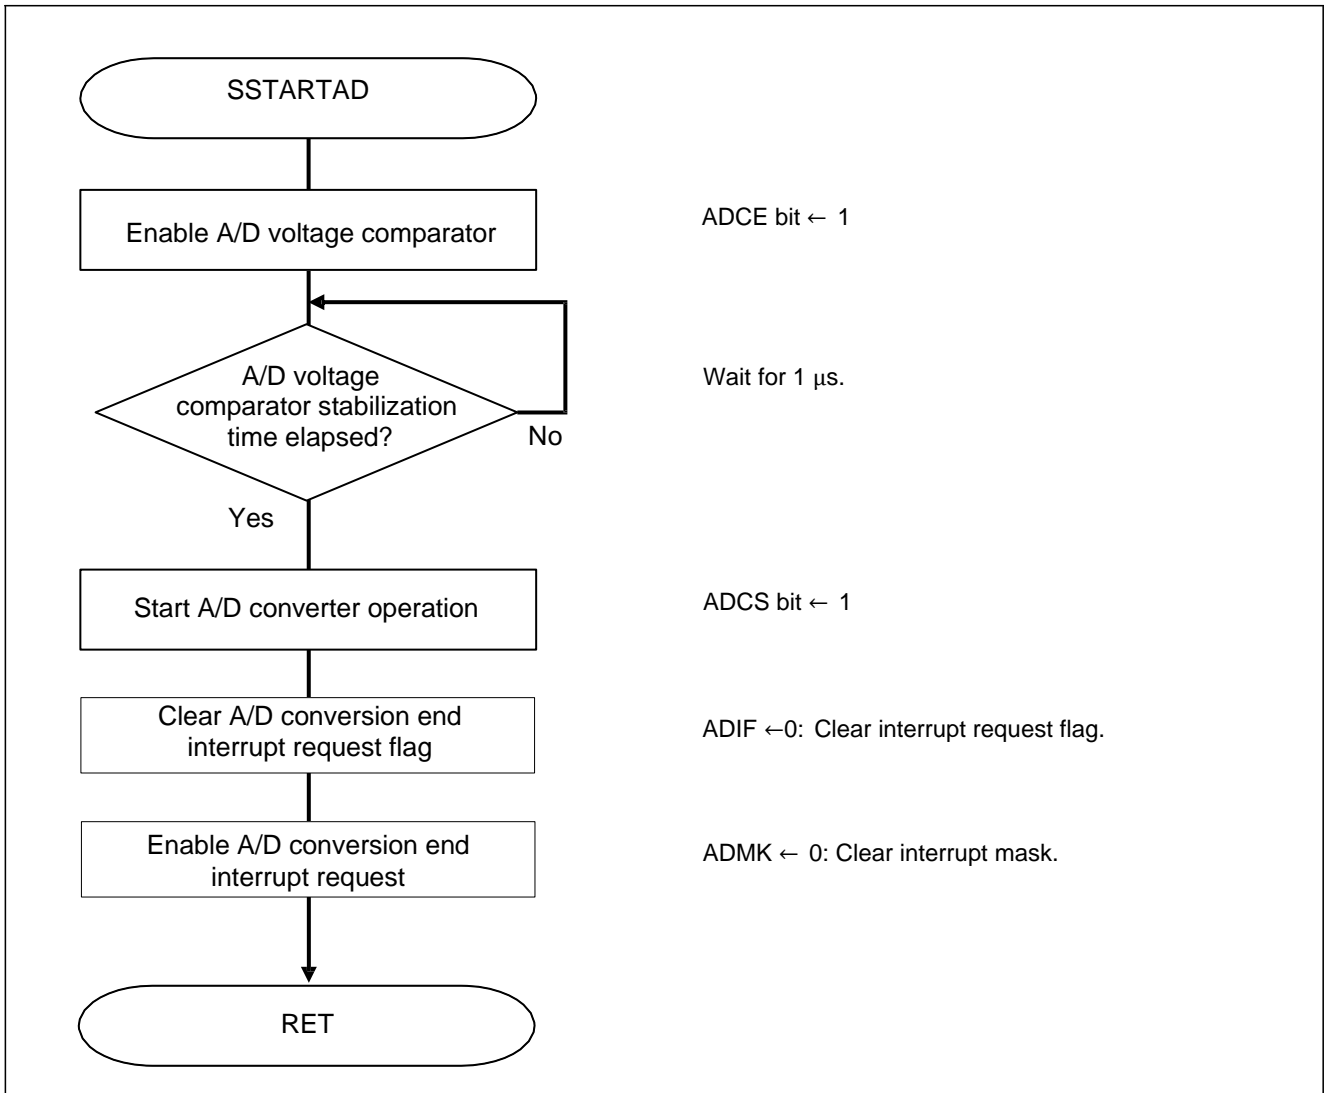 SSTARTAD
Enable A/D voltage comparator
ADCE bit ← 1
A/D voltage
comparator stabilization
time elapsed?
Wait for 1 μs.
No
Yes
Start A/D converter operation
ADCS bit ← 1
Clear A/D conversion end
interrupt request flag
ADIF ←0: Clear interrupt request flag.
Enable A/D conversion end
interrupt request
ADMK ← 0: Clear interrupt mask.
RET